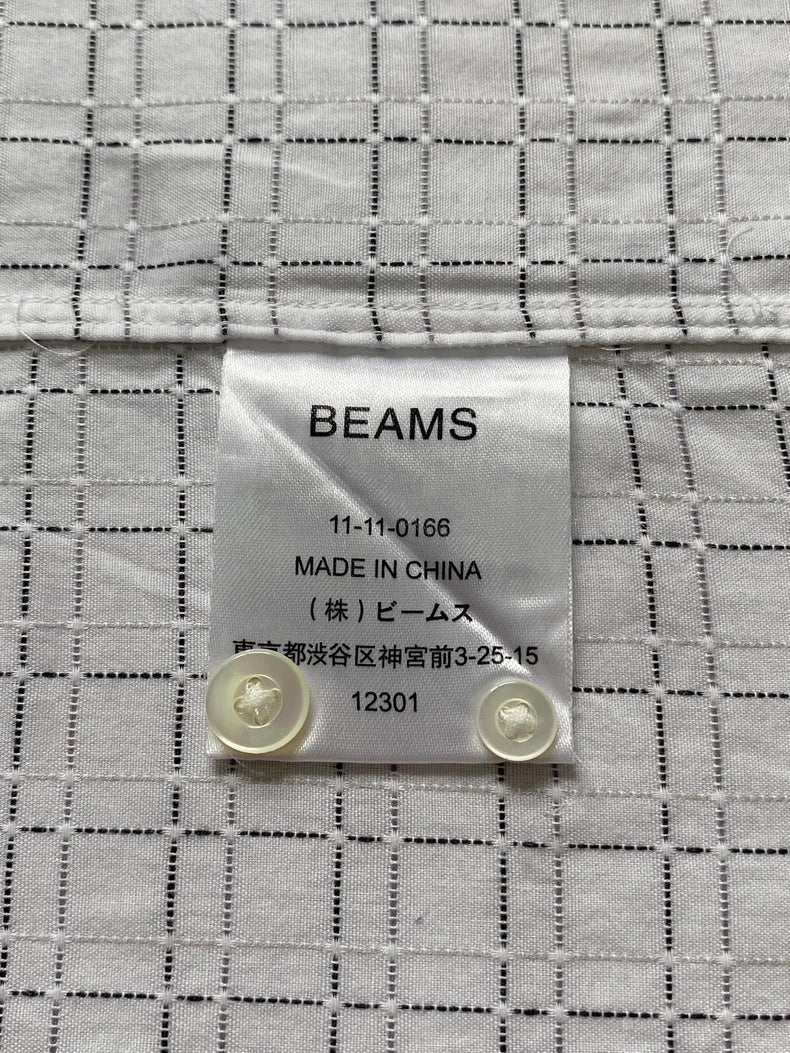 BEAMS
11-11-0166
MADE IN CHINA
(株)ビームス
東京都渋谷区神宮前3-25-15
12301